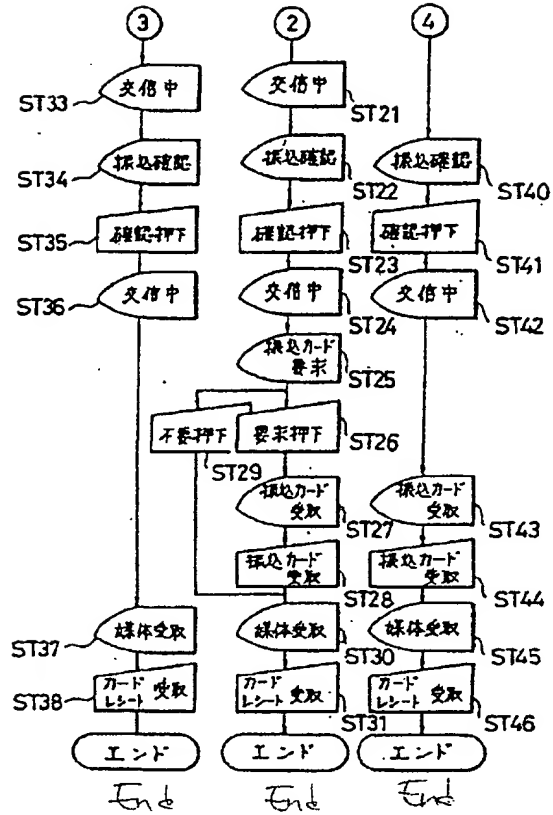 3
交信中
ST33
振込確認
ST34
確認押下
ST35
交信中
ST36
媒体受取
ST37
カード
レシート 受取
ST38
エンド
End
2
交信中
ST21
振込確認
ST22
確認押下
ST23
交信中
ST24
振込カード
要求
ST25
不要押下
ST29
要求押下
ST26
振込カード
受取
ST27
振込カード
受取
ST28
媒体受取
ST30
カード
レシート 受取
ST31
エンド
End
4
振込確認
ST40
確認押下
ST41
交信中
ST42
振込カード
受取
ST43
振込カード
受取
ST44
媒体受取
ST45
カード
レシート 受取
ST46
エンド
End